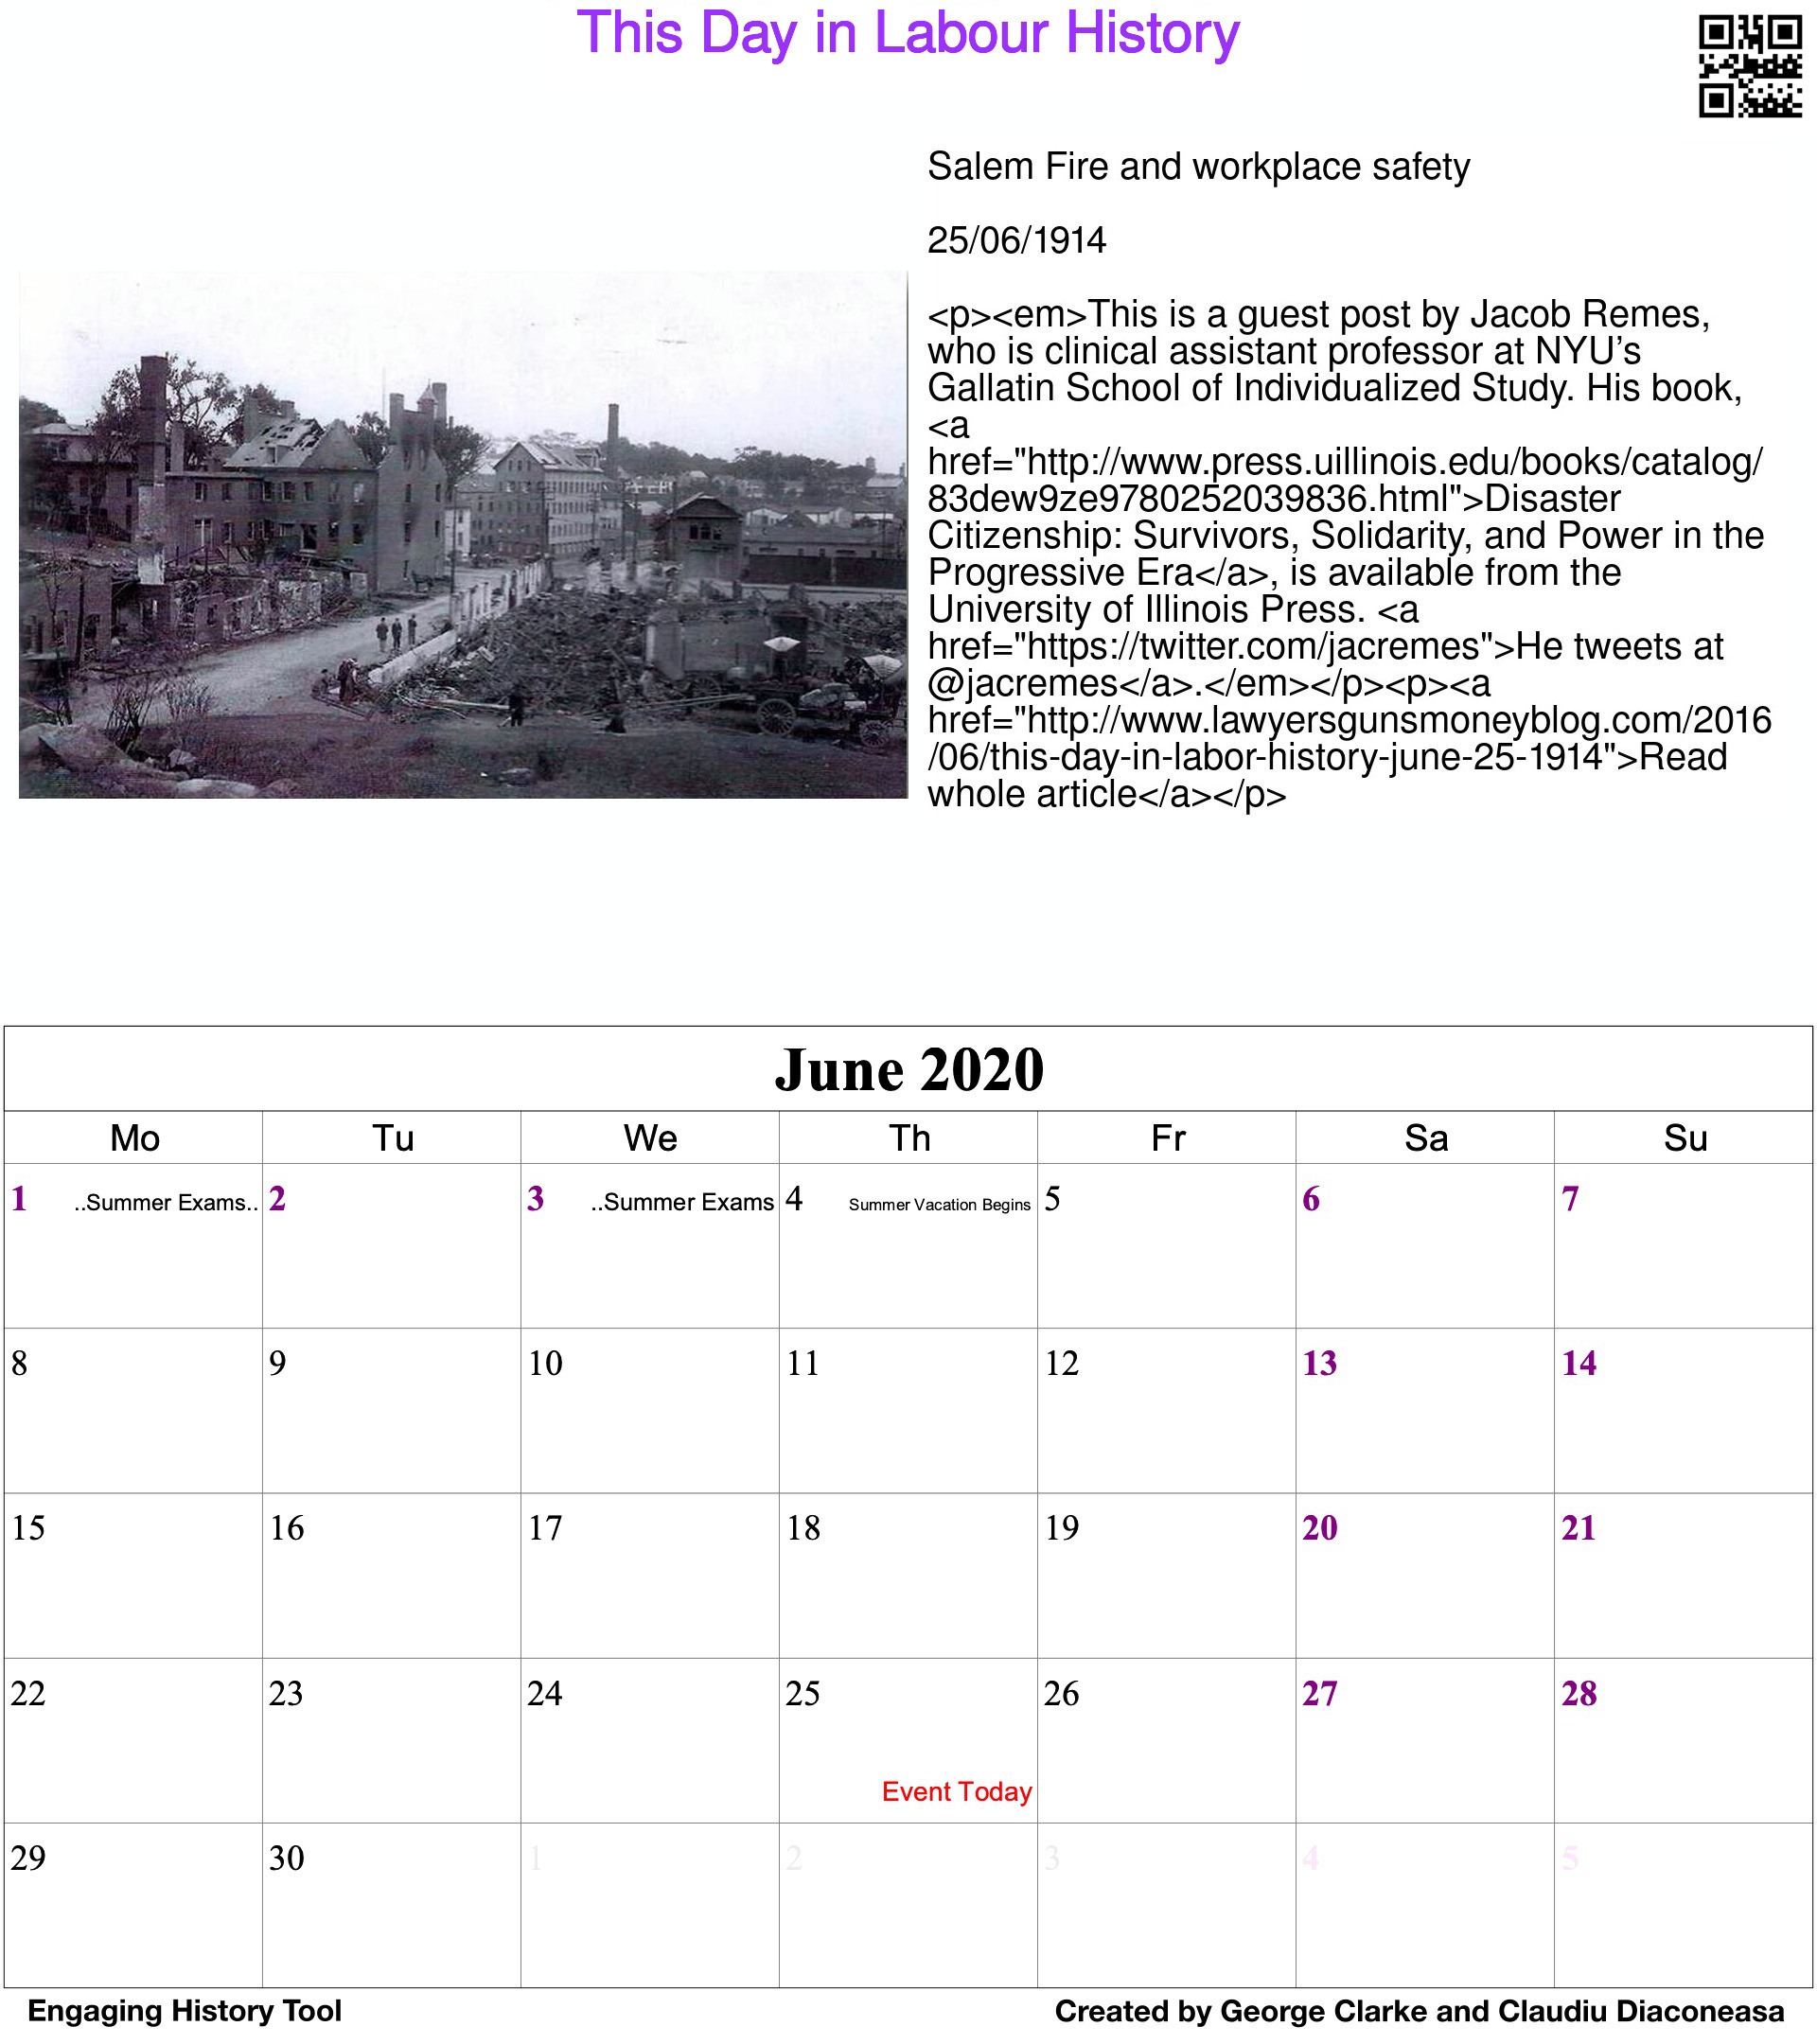 This Day in Labour History
Salem Fire and workplace safety
25/06/1914
<p><em>This is a guest post by Jacob Remes,
who is clinical assistant professor at NYU’s
Gallatin School of Individualized Study. His book,
<a
href="http://www.press.uillinois.edu/books/catalog/
83dew9ze9780252039836.html">Disaster
Citizenship: Survivors, Solidarity, and Power in the
Progressive Era</a>, is available from the
University of Illinois Press. <a
href="https://twitter.com/jacremes">He tweets at
@jacremes</a>.</em></p><p><a
href="http://www.lawyersgunsmoneyblog.com/2016
/06/this-day-in-labor-history-june-25-1914">Read
whole article</a></p>
June 2020
Mo Tu We Th Fr Sa Su
1 ..Summer Exams.. 2 3 ..Summer Exams 4 Summer Vacation Begins 5 6 7
8 9 10 11 12 13 14
15 16 17 18 19 20 21
22 23 24 25 26 27 28
Event Today
29 30 1 2 3 4 5
Engaging History Tool Created by George Clarke and Claudiu Diaconeasa